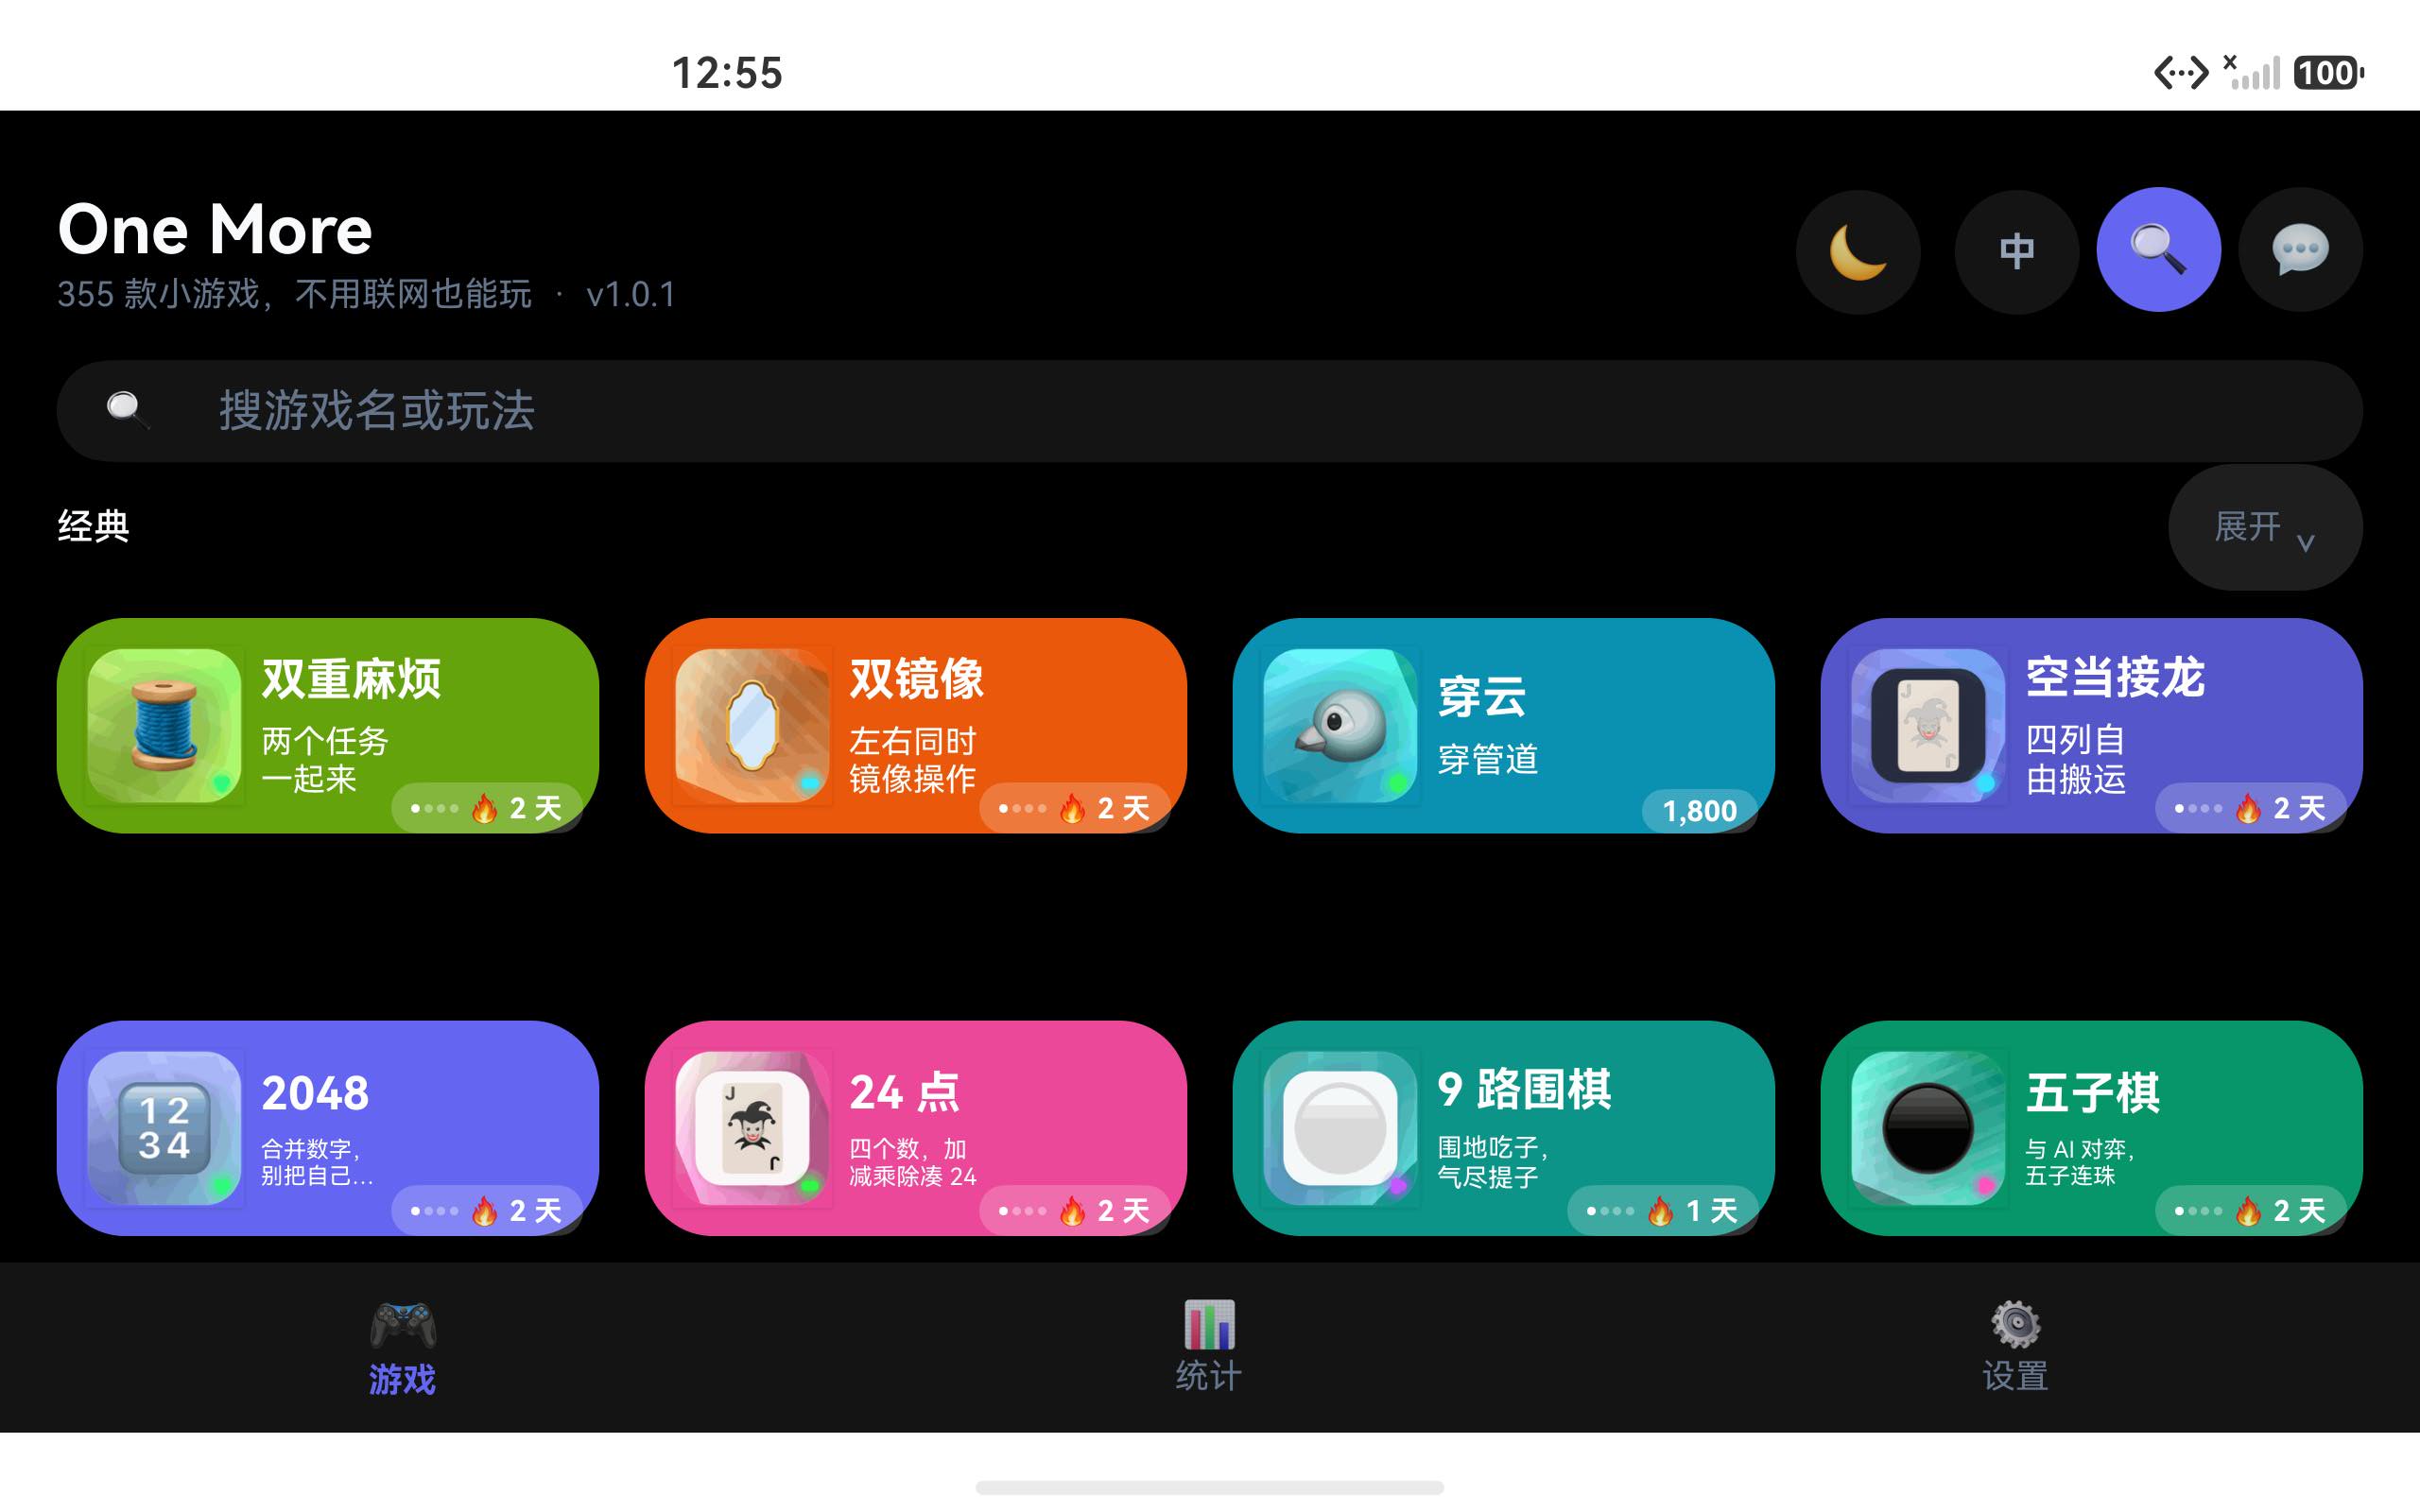 12:55
100
One More
355 款小游戏，不用联网也能玩 · v1.0.1
中
搜游戏名或玩法
经典
展开
双重麻烦
两个任务
一起来
2 天
双镜像
左右同时
镜像操作
2 天
穿云
穿管道
1,800
空当接龙
四列自
由搬运
2 天
2048
合并数字，
别把自己...
2 天
24 点
四个数，加
减乘除凑 24
2 天
9 路围棋
围地吃子，
气尽提子
1 天
五子棋
与 AI 对弈，
五子连珠
2 天
游戏
统计
设置